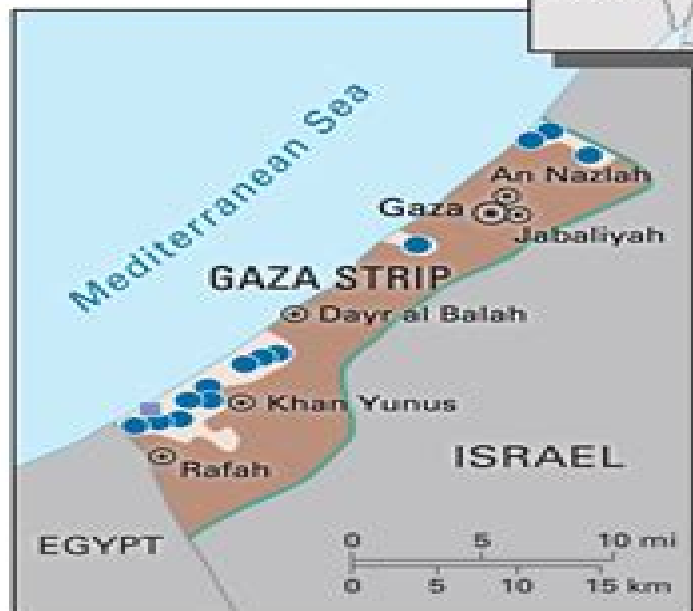 Mediterranean Sea
An Nazlah
Gaza
Jabaliyah
GAZA STRIP
Dayr al Balah
Khan Yunus
ISRAEL
Rafah
EGYPT
0 5 10 mi
0 5 10 15 km